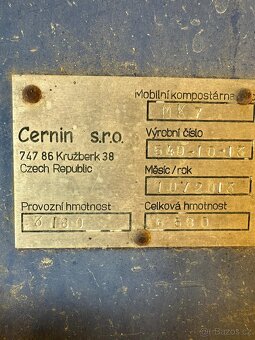 Mobilní kompostárna
MK 7
Cernin s.r.o.
747 86 Kružberk 38
Czech Republic
Výrobní číslo
Měsíc / rok
Provozní hmotnost
Celková hmotnost